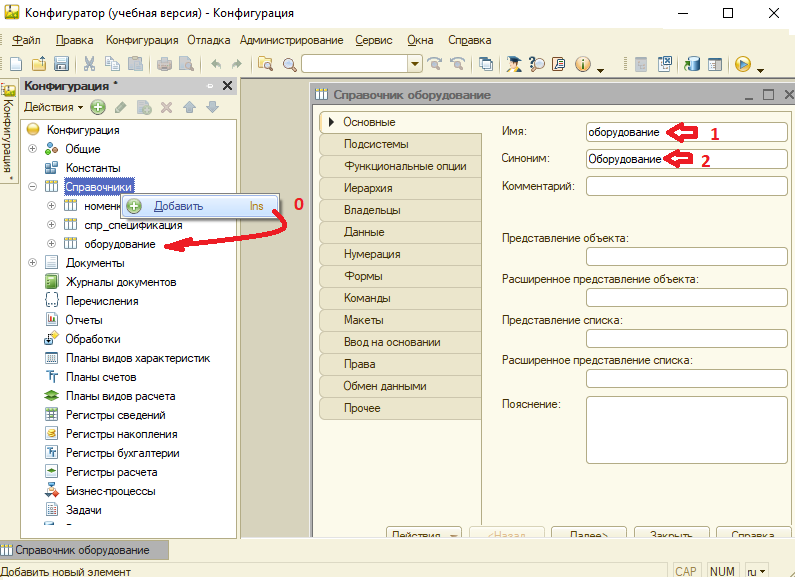 Конфигуратор (учебная версия) - Конфигурация
Файл Правка Конфигурация Отладка Администрирование Сервис Окна Справка
Конфигурация *
Действия
Конфигурация
Общие
Константы
Справочники
Добавить Ins
0
спр_спецификация
оборудование
Документы
Журналы документов
Перечисления
Отчеты
Обработки
Планы видов характеристик
Планы счетов
Планы видов расчета
Регистры сведений
Регистры накопления
Регистры бухгалтерии
Регистры расчета
Бизнес-процессы
Задачи
Конфигурация *
Справочник оборудование
Основные
Подсистемы
Функциональные опции
Иерархия
Владельцы
Данные
Нумерация
Формы
Команды
Макеты
Ввод на основании
Права
Обмен данными
Прочее
Имя: оборудование 1
Синоним: Оборудование 2
Комментарий:
Представление объекта:
Расширенное представление объекта:
Представление списка:
Расширенное представление списка:
Пояснение:
Действия <Назад Далее> Закрыть Справка
Справочник оборудование
Добавить новый элемент
CAP NUM ru